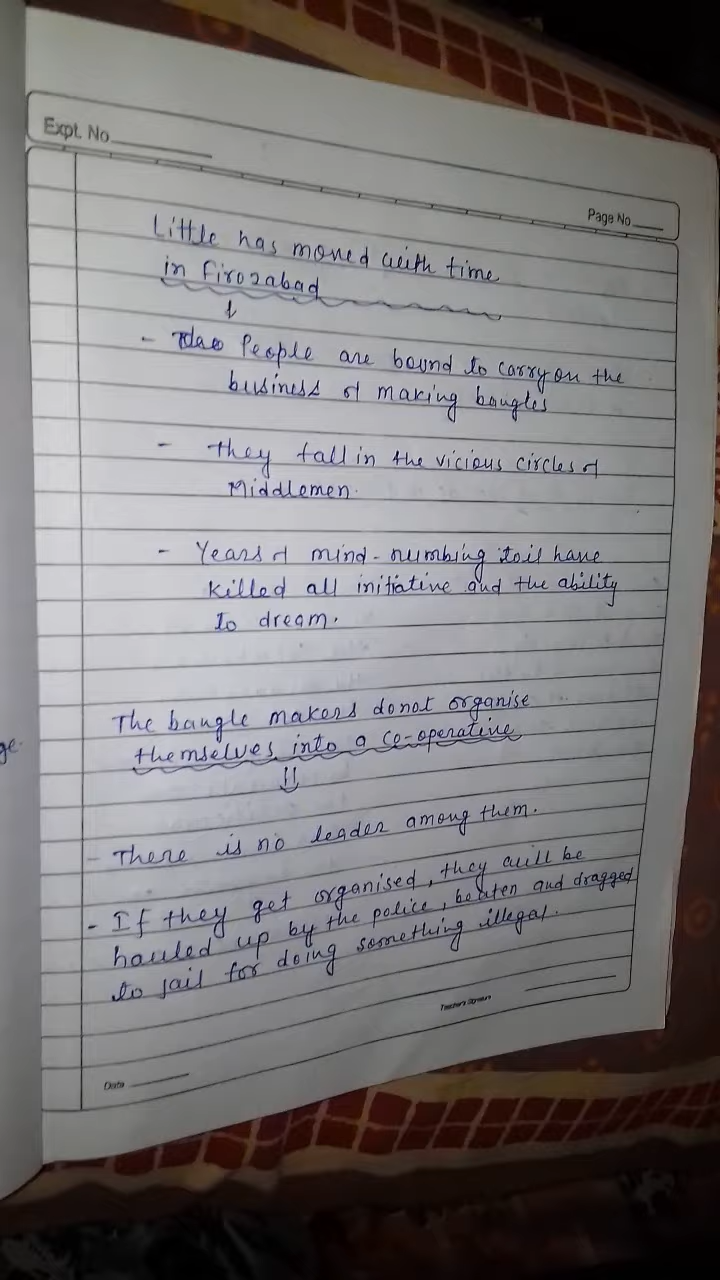 Expt. No
Page No
Little has moved with time
in Firozabad
↓
- People are bound to carry on the
business of making bangles
- They fall in the vicious circles of
Middlemen.
- Years of mind-numbing toil have
killed all initiative and the ability
to dream.
The bangle makers donot organise
themselves into a co-operative
⇓
ge.
- There is no leader among them.
- If they get organised, they will be
hauled up by the police, beaten and dragged
to jail for doing something illegal.
Teacher's Signature
Date